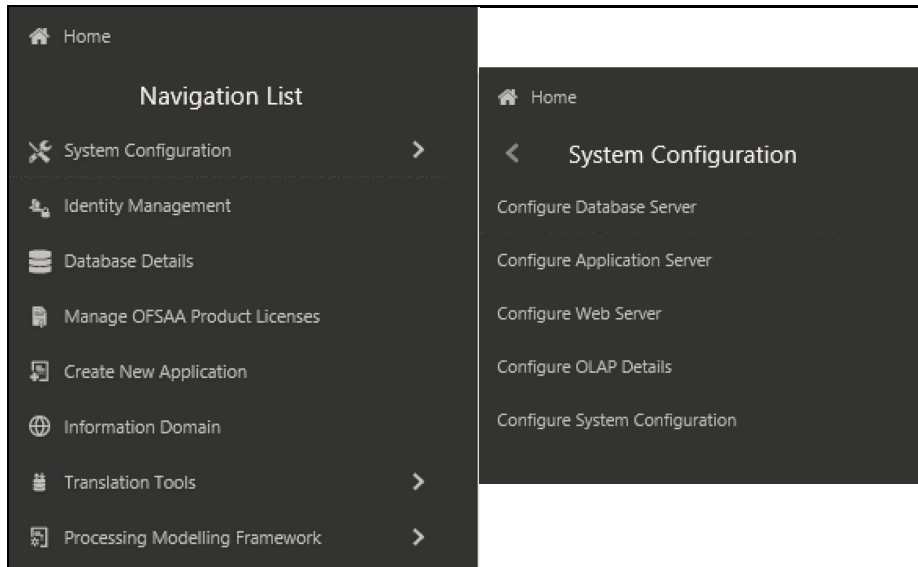 Home
Navigation List
System Configuration
Identity Management
Database Details
Manage OFSAA Product Licenses
Create New Application
Information Domain
Translation Tools
Processing Modelling Framework
Home
System Configuration
Configure Database Server
Configure Application Server
Configure Web Server
Configure OLAP Details
Configure System Configuration